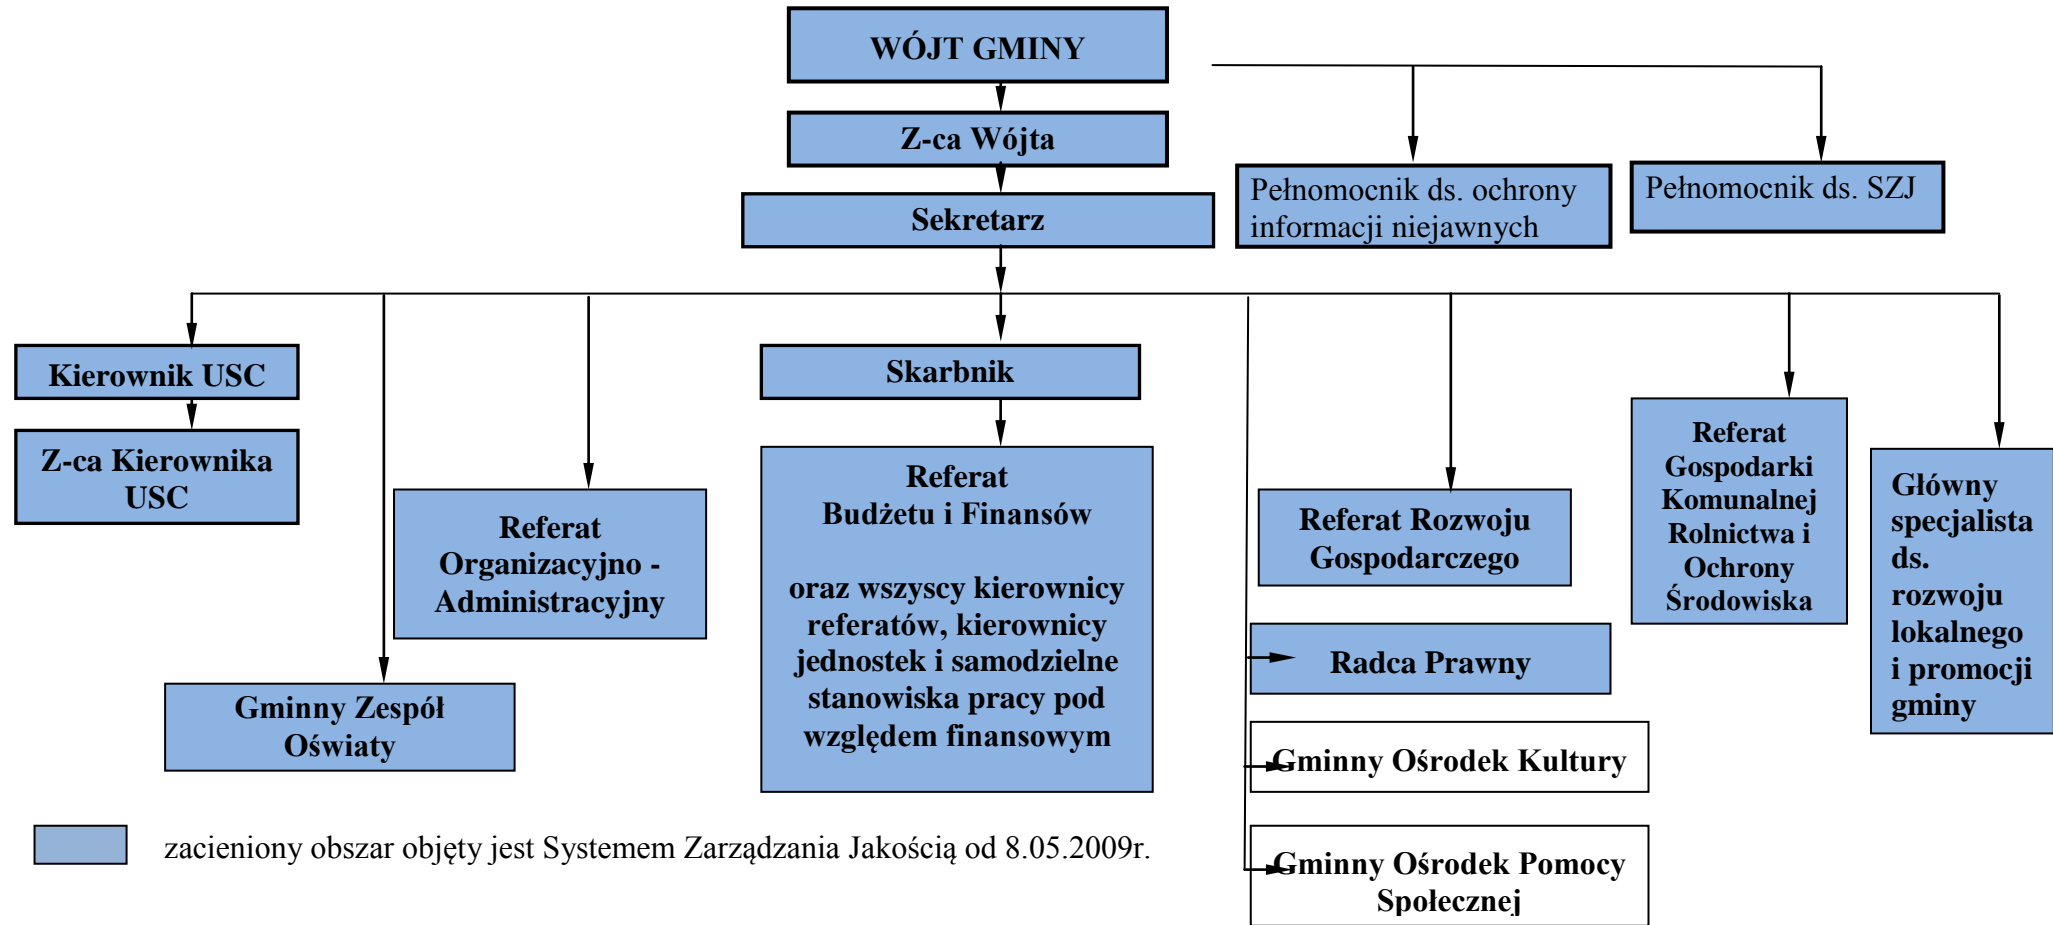 WÓJT GMINY
Z-ca Wójta
Sekretarz
Pełnomocnik ds. ochrony
informacji niejawnych
Pełnomocnik ds. SZJ
Kierownik USC
Z-ca Kierownika
USC
Gminny Zespół
Oświaty
Referat
Organizacyjno -
Administracyjny
Skarbnik
Referat
Budżetu i Finansów
oraz wszyscy kierownicy
referatów, kierownicy
jednostek i samodzielne
stanowiska pracy pod
względem finansowym
Referat Rozwoju
Gospodarczego
Radca Prawny
Gminny Ośrodek Kultury
Gminny Ośrodek Pomocy
Społecznej
Referat
Gospodarki
Komunalnej
Rolnictwa i
Ochrony
Środowiska
Główny
specjalista
ds.
rozwoju
lokalnego
i promocji
gminy
zacieniony obszar objęty jest Systemem Zarządzania Jakością od 8.05.2009r.